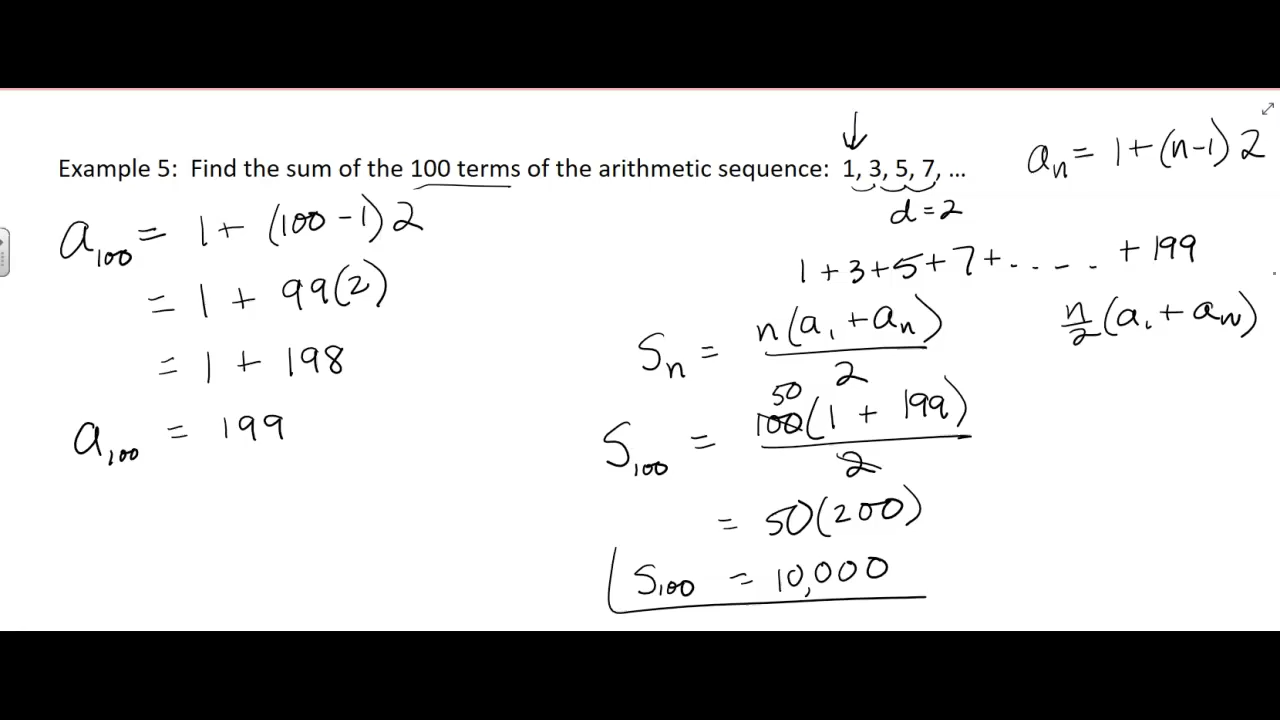 Example 5: Find the sum of the 100 terms of the arithmetic sequence: 1, 3, 5, 7, ...
aₙ = 1 + (n-1) 2
d = 2
a₁₀₀ = 1 + (100 - 1) 2
= 1 + 99(2)
= 1 + 198
a₁₀₀ = 199
1 + 3 + 5 + 7 + . . . . . + 199
Sₙ = n(a₁ + aₙ) / 2
n/2 (a₁ + aₙ)
50
S₁₀₀ = 100(1 + 199) / 2
= 50(200)
S₁₀₀ = 10,000